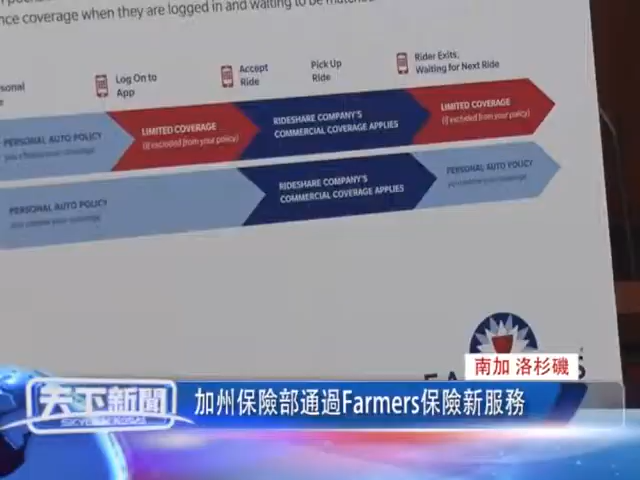 nce coverage when they are logged in and waiting to be matche
Log On to
App
Accept
Ride
Pick Up
Ride
Rider Exits,
Waiting for Next Ride
PERSONAL AUTO POLICY
LIMITED COVERAGE
(if excluded from your policy)
RIDESHARE COMPANY'S
COMMERCIAL COVERAGE APPLIES
LIMITED COVERAGE
(if excluded from your policy)
PERSONAL AUTO POLICY
RIDESHARE COMPANY'S
COMMERCIAL COVERAGE APPLIES
PERSONAL AUTO POLICY
南加 洛杉磯
天下新聞
加州保險部通過Farmers保險新服務